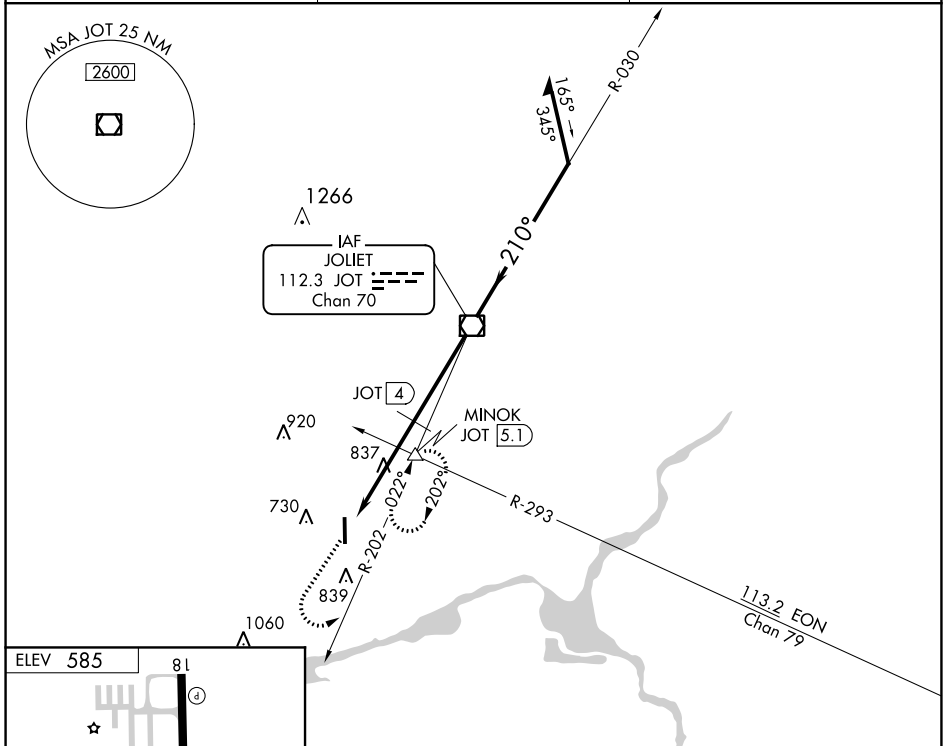 MSA JOT 25 NM
2600
R-030
165°
345°
1266
210°
IAF
JOLIET
112.3 JOT
Chan 70
JOT 4
MINOK
JOT 5.1
920
837
730
022°
202°
R-202
R-293
839
113.2 EON
Chan 79
1060
ELEV 585
18
P